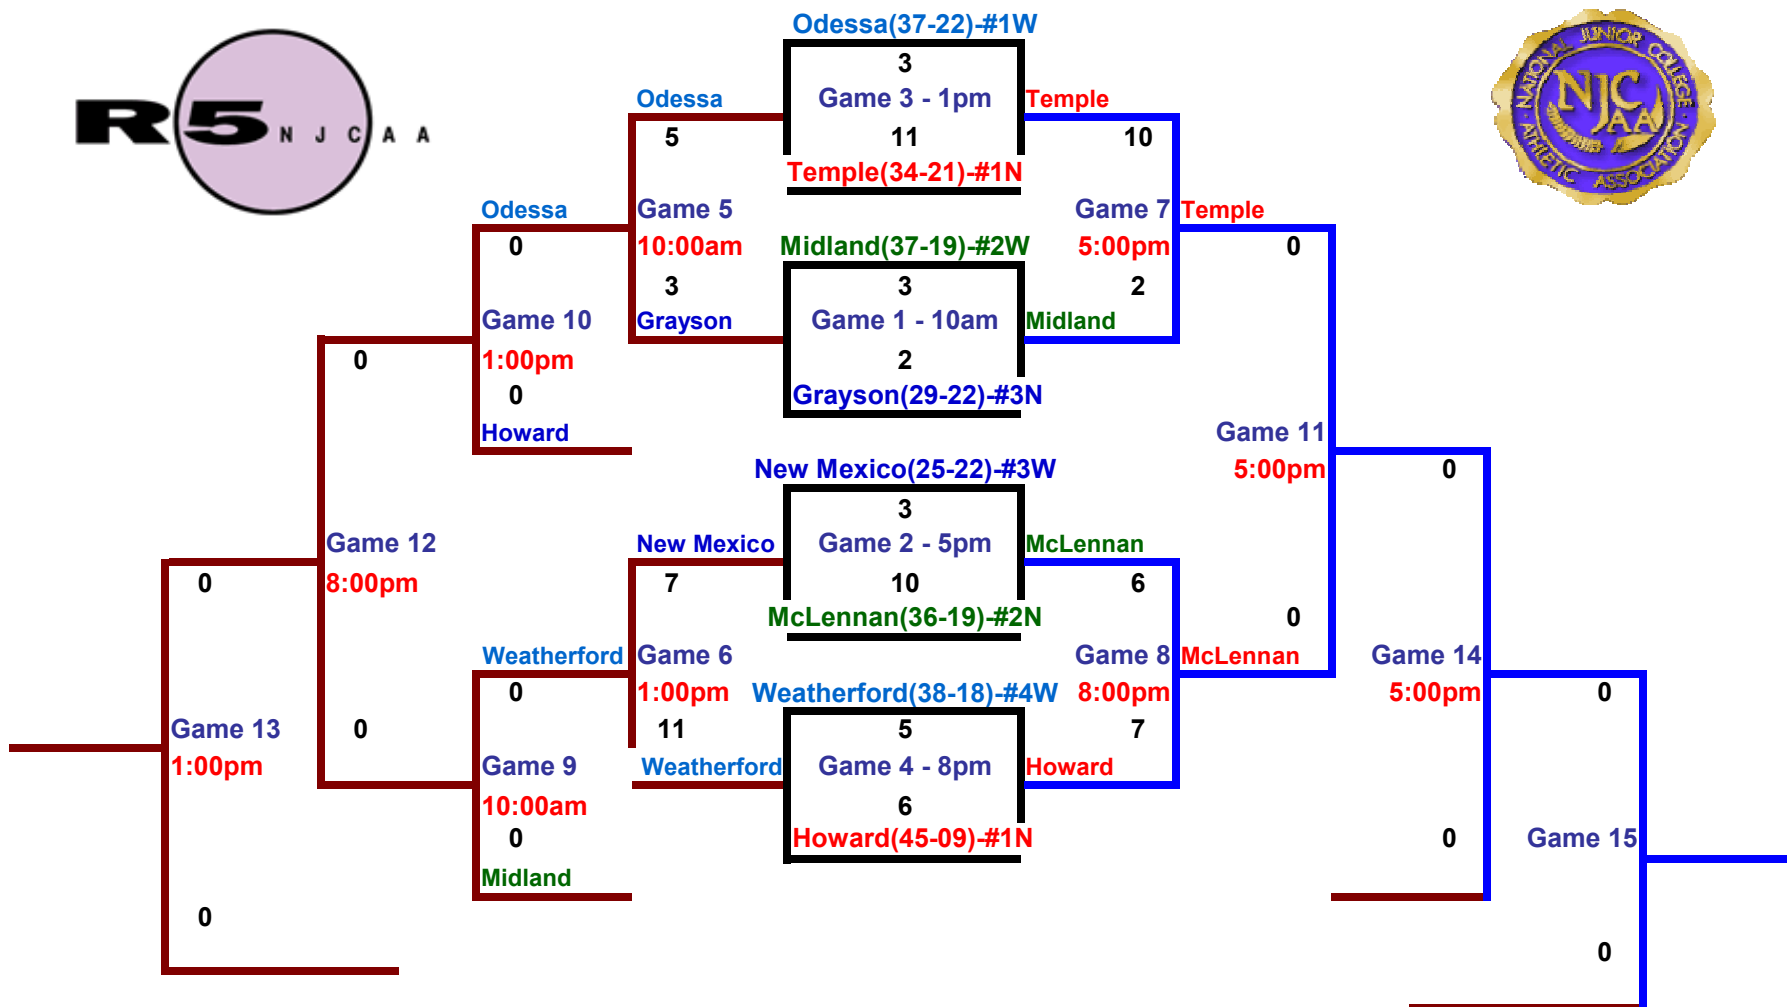 Odessa(37-22)-#1W
3
Game 3 - 1pm
11
Temple(34-21)-#1N
R5 NJCAA
NATIONAL JUNIOR COLLEGE
NJC
AA
ATHLETIC ASSOCIATION
Odessa
5
Temple
10
Odessa
0
Game 5
10:00am
3
Grayson
Midland(37-19)-#2W
3
Game 1 - 10am
2
Grayson(29-22)-#3N
Game 7
5:00pm
2
Midland
Temple
0
Game 10
1:00pm
0
Howard
0
Game 11
5:00pm
0
New Mexico(25-22)-#3W
3
Game 2 - 5pm
10
McLennan(36-19)-#2N
New Mexico
7
McLennan
6
Game 12
8:00pm
0
0
Weatherford
0
Game 6
1:00pm
11
Weatherford
Weatherford(38-18)-#4W
5
Game 4 - 8pm
6
Howard(45-09)-#1N
Game 8
8:00pm
7
Howard
McLennan
Game 14
5:00pm
0
Game 13
1:00pm
0
Game 9
10:00am
0
Midland
0
Game 15
0
0